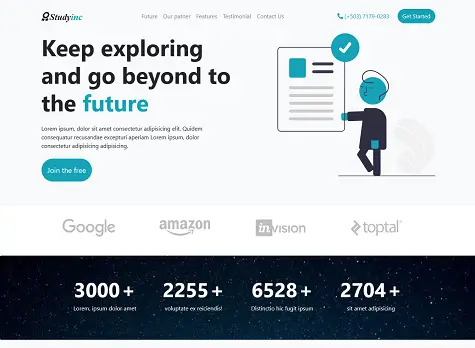 Studyinc
Future Our patner Features Testimonial Contact Us
(+503) 7179-0283
Get Started
Keep exploring
and go beyond to
the future
Lorem ipsum, dolor sit amet consectetur adipisicing elit. Quidem
consequatur recusandae excepturi aperiam Lorem ipsum, dolor
consectetur adipisicing adipisicing.
Join the free
Google
amazon
invision
toptal
3000 + 2255 + 6528 + 2704 +
Lorem, ipsum dolor amet voluptate ex reiciendis! Distinctio hic fugit ipsum sit amet adipisicing